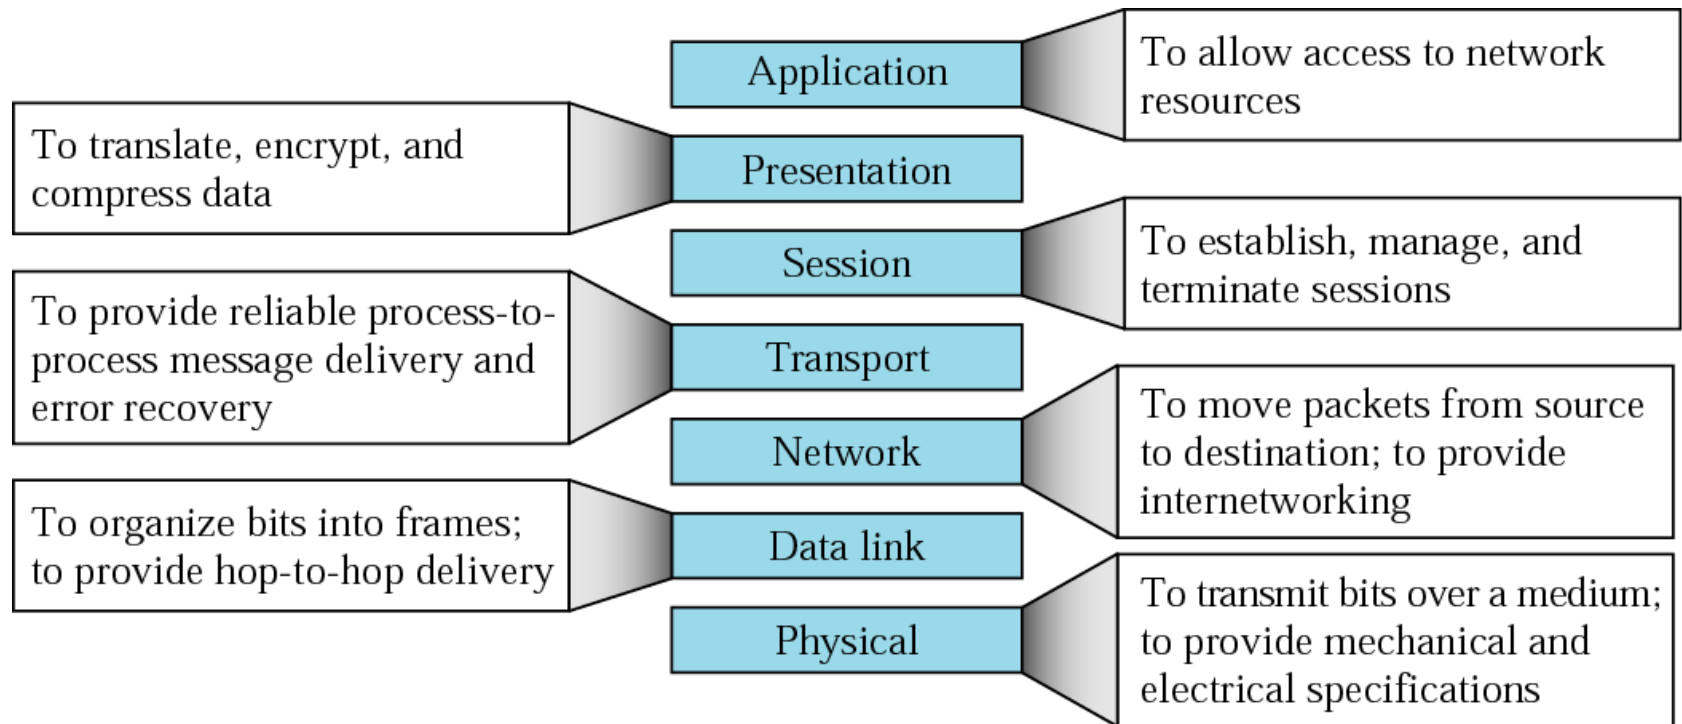 Application
To allow access to network
resources
To translate, encrypt, and
compress data
Presentation
Session
To establish, manage, and
terminate sessions
To provide reliable process-to-
process message delivery and
error recovery
Transport
Network
To move packets from source
to destination; to provide
internetworking
To organize bits into frames;
to provide hop-to-hop delivery
Data link
Physical
To transmit bits over a medium;
to provide mechanical and
electrical specifications